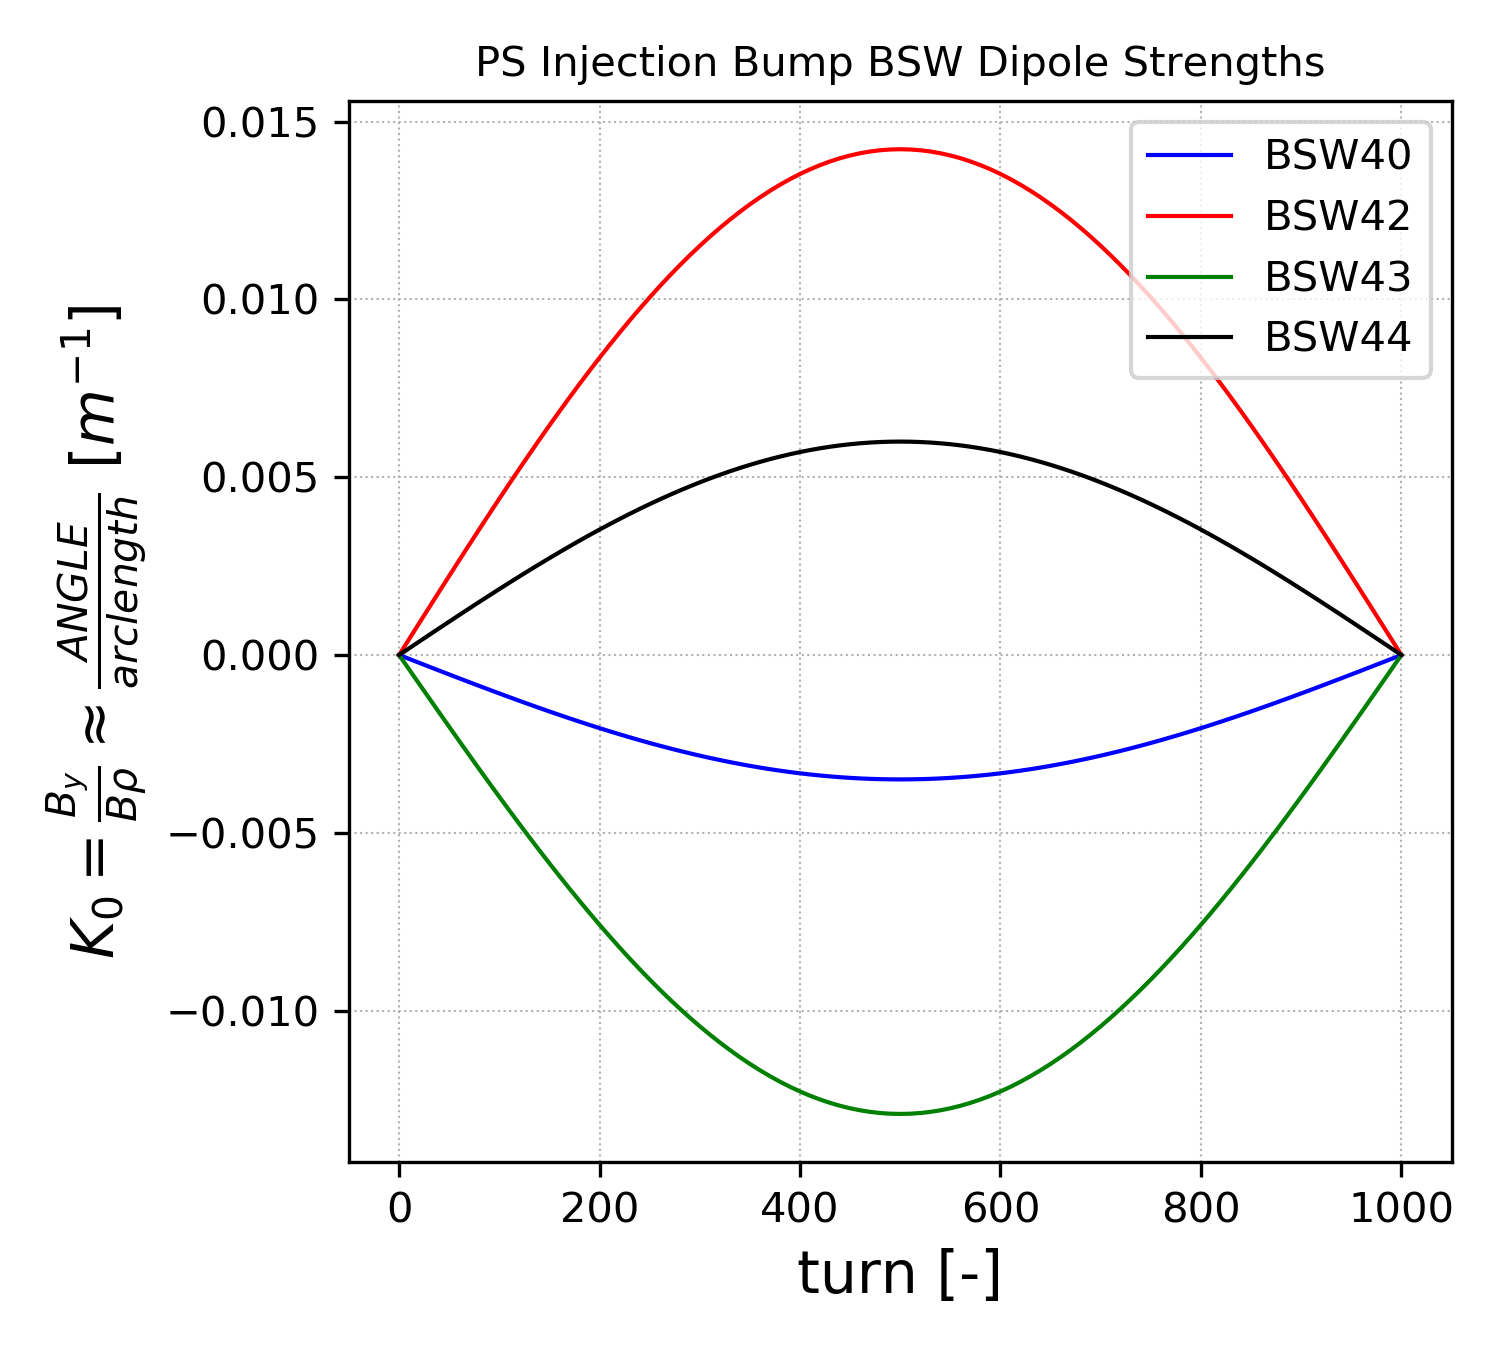 PS Injection Bump BSW Dipole Strengths
K₀ = B_y/Bρ ≈ ANGLE/arclength [m⁻¹]
0.015
0.010
0.005
0.000
−0.005
−0.010
BSW40
BSW42
BSW43
BSW44
0 200 400 600 800 1000
turn [-]